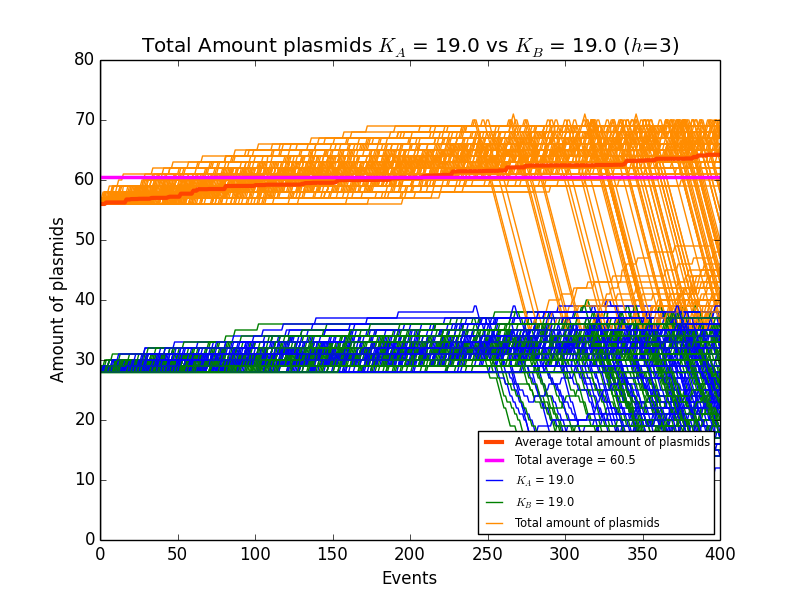 Total Amount plasmids K_A = 19.0 vs K_B = 19.0 (h=3)
80
70
60
50
40
30
20
10
0
Amount of plasmids
0 50 100 150 200 250 300 350 400
Events
Average total amount of plasmids
Total average = 60.5
K_A = 19.0
K_B = 19.0
Total amount of plasmids